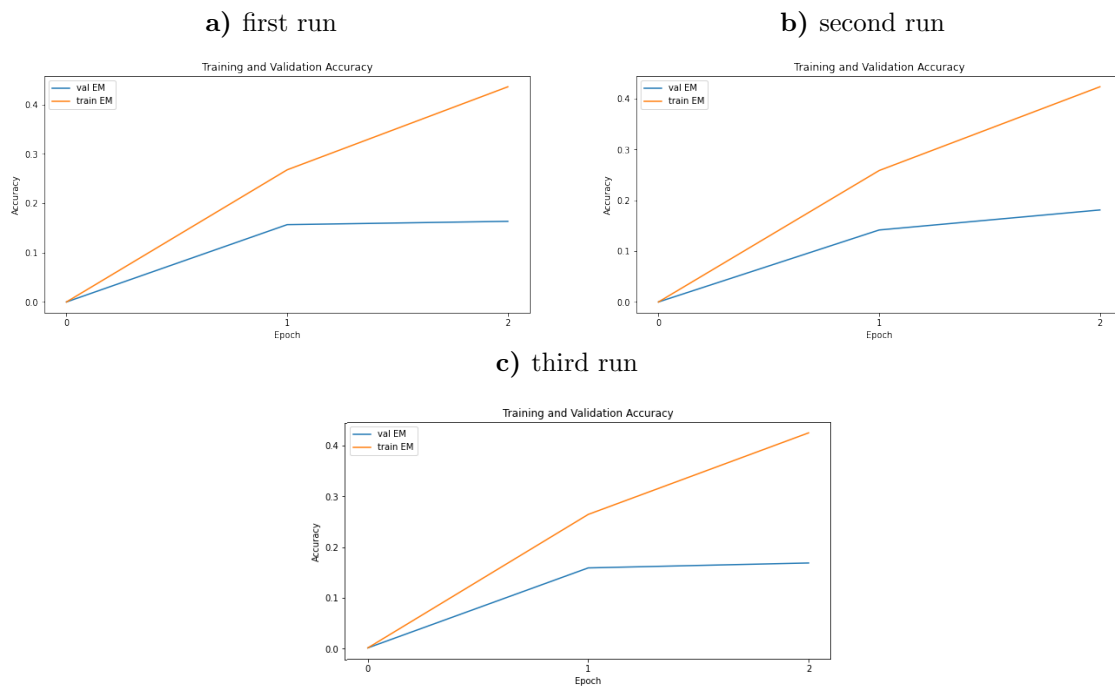 a) first run
Training and Validation Accuracy
val EM
train EM
0.4
0.3
0.2
0.1
0.0
Accuracy
0
1
2
Epoch
b) second run
Training and Validation Accuracy
val EM
train EM
0.4
0.3
0.2
0.1
0.0
Accuracy
0
1
2
Epoch
c) third run
Training and Validation Accuracy
val EM
train EM
0.4
0.3
0.2
0.1
0.0
Accuracy
0
1
2
Epoch